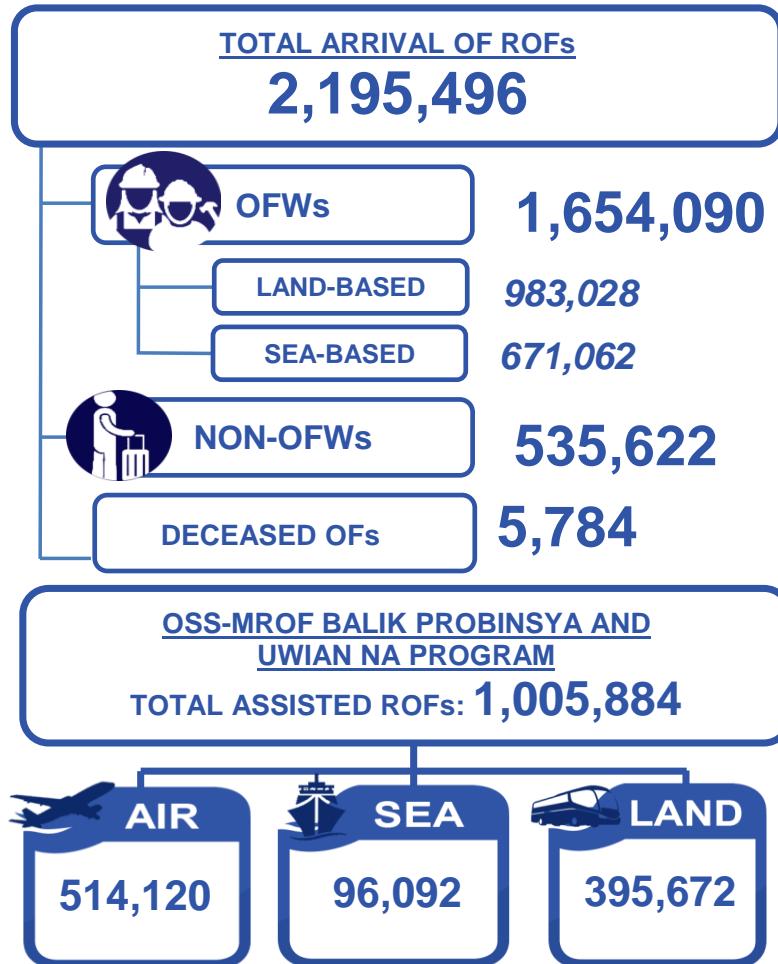 TOTAL ARRIVAL OF ROFs
2,195,496
OFWs 1,654,090
LAND-BASED 983,028
SEA-BASED 671,062
NON-OFWs 535,622
DECEASED OFs 5,784
OSS-MROF BALIK PROBINSYA AND
UWIAN NA PROGRAM
TOTAL ASSISTED ROFs: 1,005,884
AIR
514,120
SEA
96,092
LAND
395,672